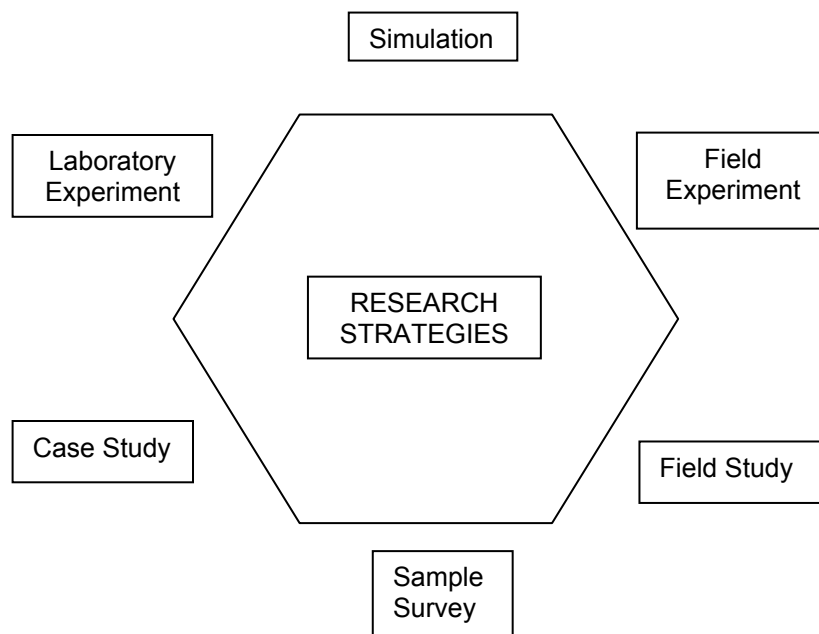 Simulation
Laboratory
Experiment
Field
Experiment
RESEARCH
STRATEGIES
Case Study
Field Study
Sample
Survey